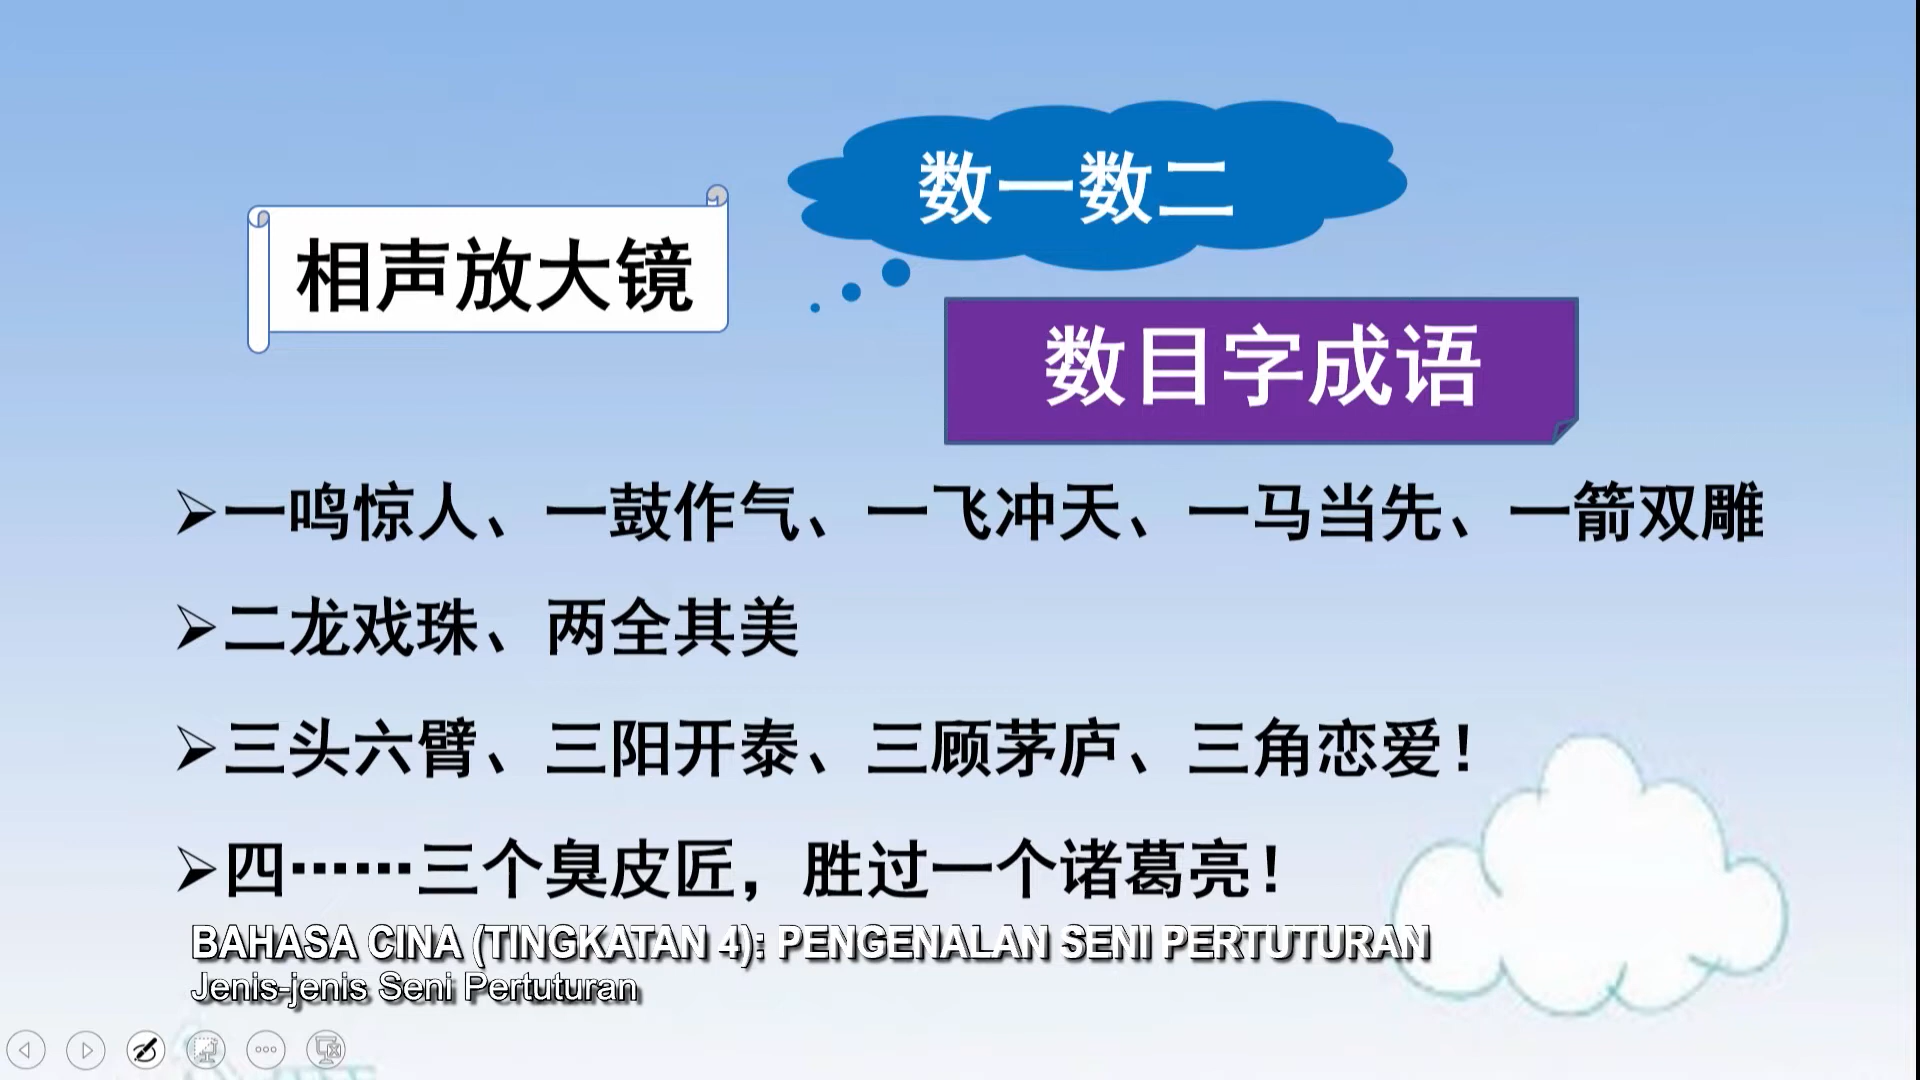 数一数二
相声放大镜
数目字成语
➢一鸣惊人、一鼓作气、一飞冲天、一马当先、一箭双雕
➢二龙戏珠、两全其美
➢三头六臂、三阳开泰、三顾茅庐、三角恋爱！
➢四……三个臭皮匠，胜过一个诸葛亮！
BAHASA CINA (TINGKATAN 4): PENGENALAN SENI PERTUTURAN
Jenis-jenis Seni Pertuturan